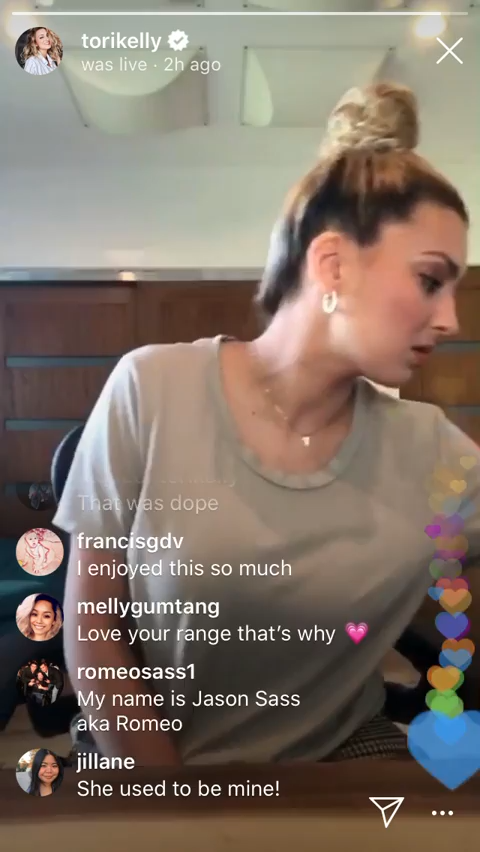 torikelly
was live · 2h ago
That was dope
francisgdv
I enjoyed this so much
mellygumtang
Love your range that's why 💗
romeosass1
My name is Jason Sass
aka Romeo
jillane
She used to be mine!